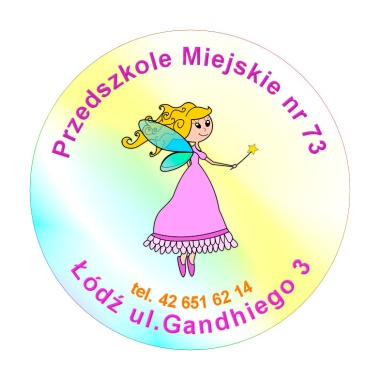 Przedszkole Miejskie nr 73
tel. 42 651 62 14
Łódź ul.Gandhiego 3